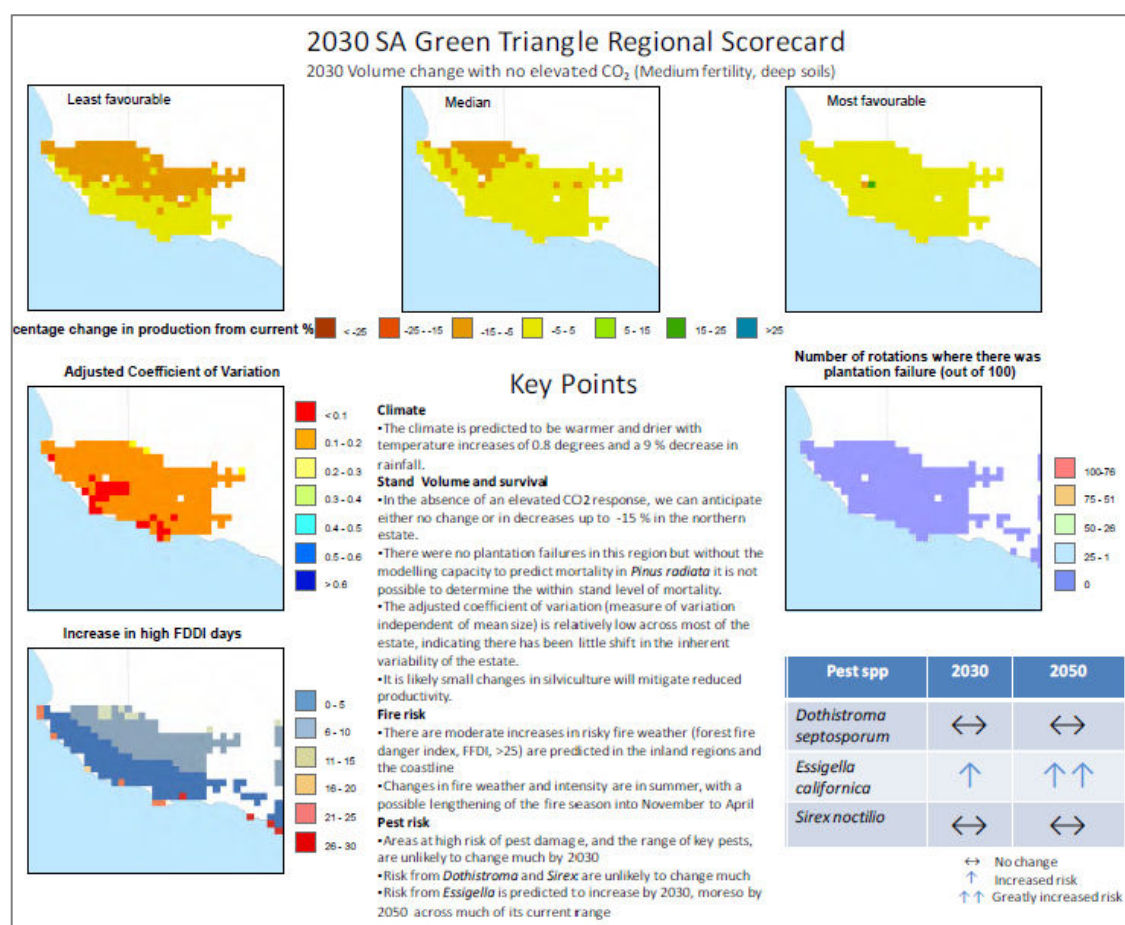 2030 SA Green Triangle Regional Scorecard
2030 Volume change with no elevated CO₂ (Medium fertility, deep soils)
Least favourable
Median
Most favourable
centage change in production from current %
< -25
-25 - -15
-15 - -5
-5 - 5
5 - 15
15 - 25
>25
Adjusted Coefficient of Variation
< 0.1
0.1 - 0.2
0.2 - 0.3
0.3 - 0.4
0.4 - 0.5
0.5 - 0.6
> 0.6
Increase in high FDDI days
0 - 5
6 - 10
11 - 15
16 - 20
21 - 25
26 - 30
Key Points
Climate
•The climate is predicted to be warmer and drier with
temperature increases of 0.8 degrees and a 9 % decrease in
rainfall.
Stand Volume and survival
•In the absence of an elevated CO2 response, we can anticipate
either no change or in decreases up to -15 % in the northern
estate.
•There were no plantation failures in this region but without the
modelling capacity to predict mortality in Pinus radiata it is not
possible to determine the within stand level of mortality.
•The adjusted coefficient of variation (measure of variation
independent of mean size) is relatively low across most of the
estate, indicating there has been little shift in the inherent
variability of the estate.
•It is likely small changes in silviculture will mitigate reduced
productivity.
Fire risk
•There are moderate increases in risky fire weather (forest fire
danger index, FFDI, >25) are predicted in the inland regions and
the coastline
•Changes in fire weather and intensity are in summer, with a
possible lengthening of the fire season into November to April
Pest risk
•Areas at high risk of pest damage, and the range of key pests,
are unlikely to change much by 2030
•Risk from Dothistroma and Sirex are unlikely to change much
•Risk from Essigella is predicted to increase by 2030, moreso by
2050 across much of its current range
Number of rotations where there was
plantation failure (out of 100)
100-76
75 - 51
50 - 26
25 - 1
0
Pest spp 2030 2050
Dothistroma
septosporum ↔ ↔
Essigella
californica ↑ ↑↑
Sirex noctilio ↔ ↔
↔ No change
↑ Increased risk
↑↑ Greatly increased risk